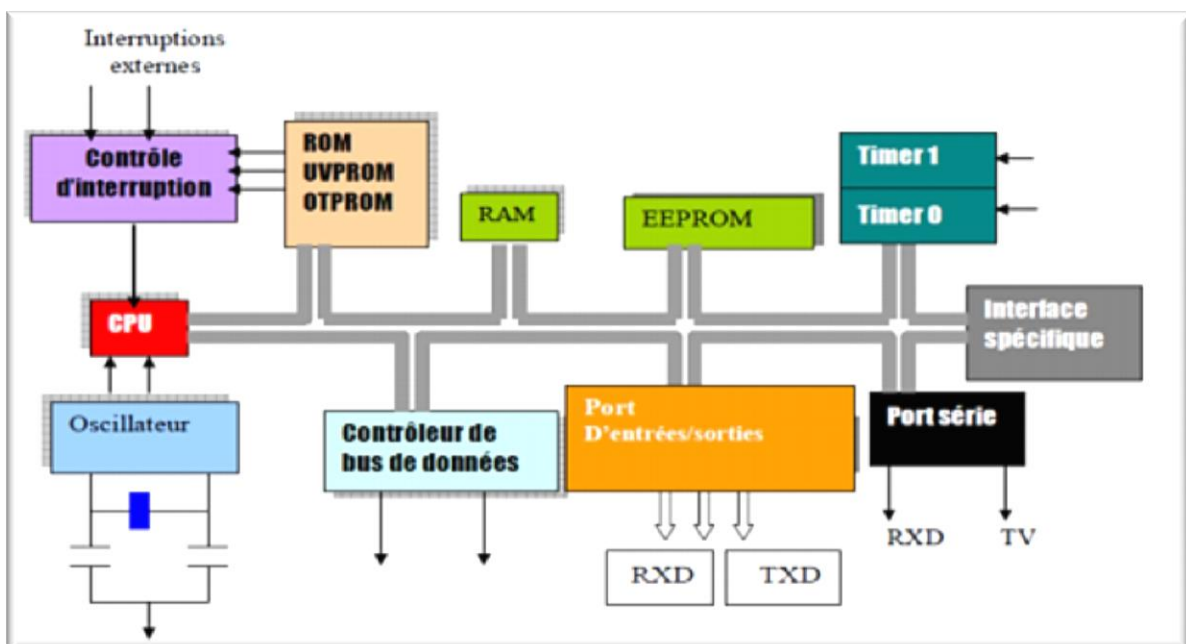 Interruptions
externes
Contrôle
d'interruption
ROM
UVPROM
OTPROM
RAM
EEPROM
Timer 1
Timer 0
CPU
Interface
spécifique
Oscillateur
Contrôleur de
bus de données
Port
D'entrées/sorties
Port série
RXD
TV
RXD
TXD